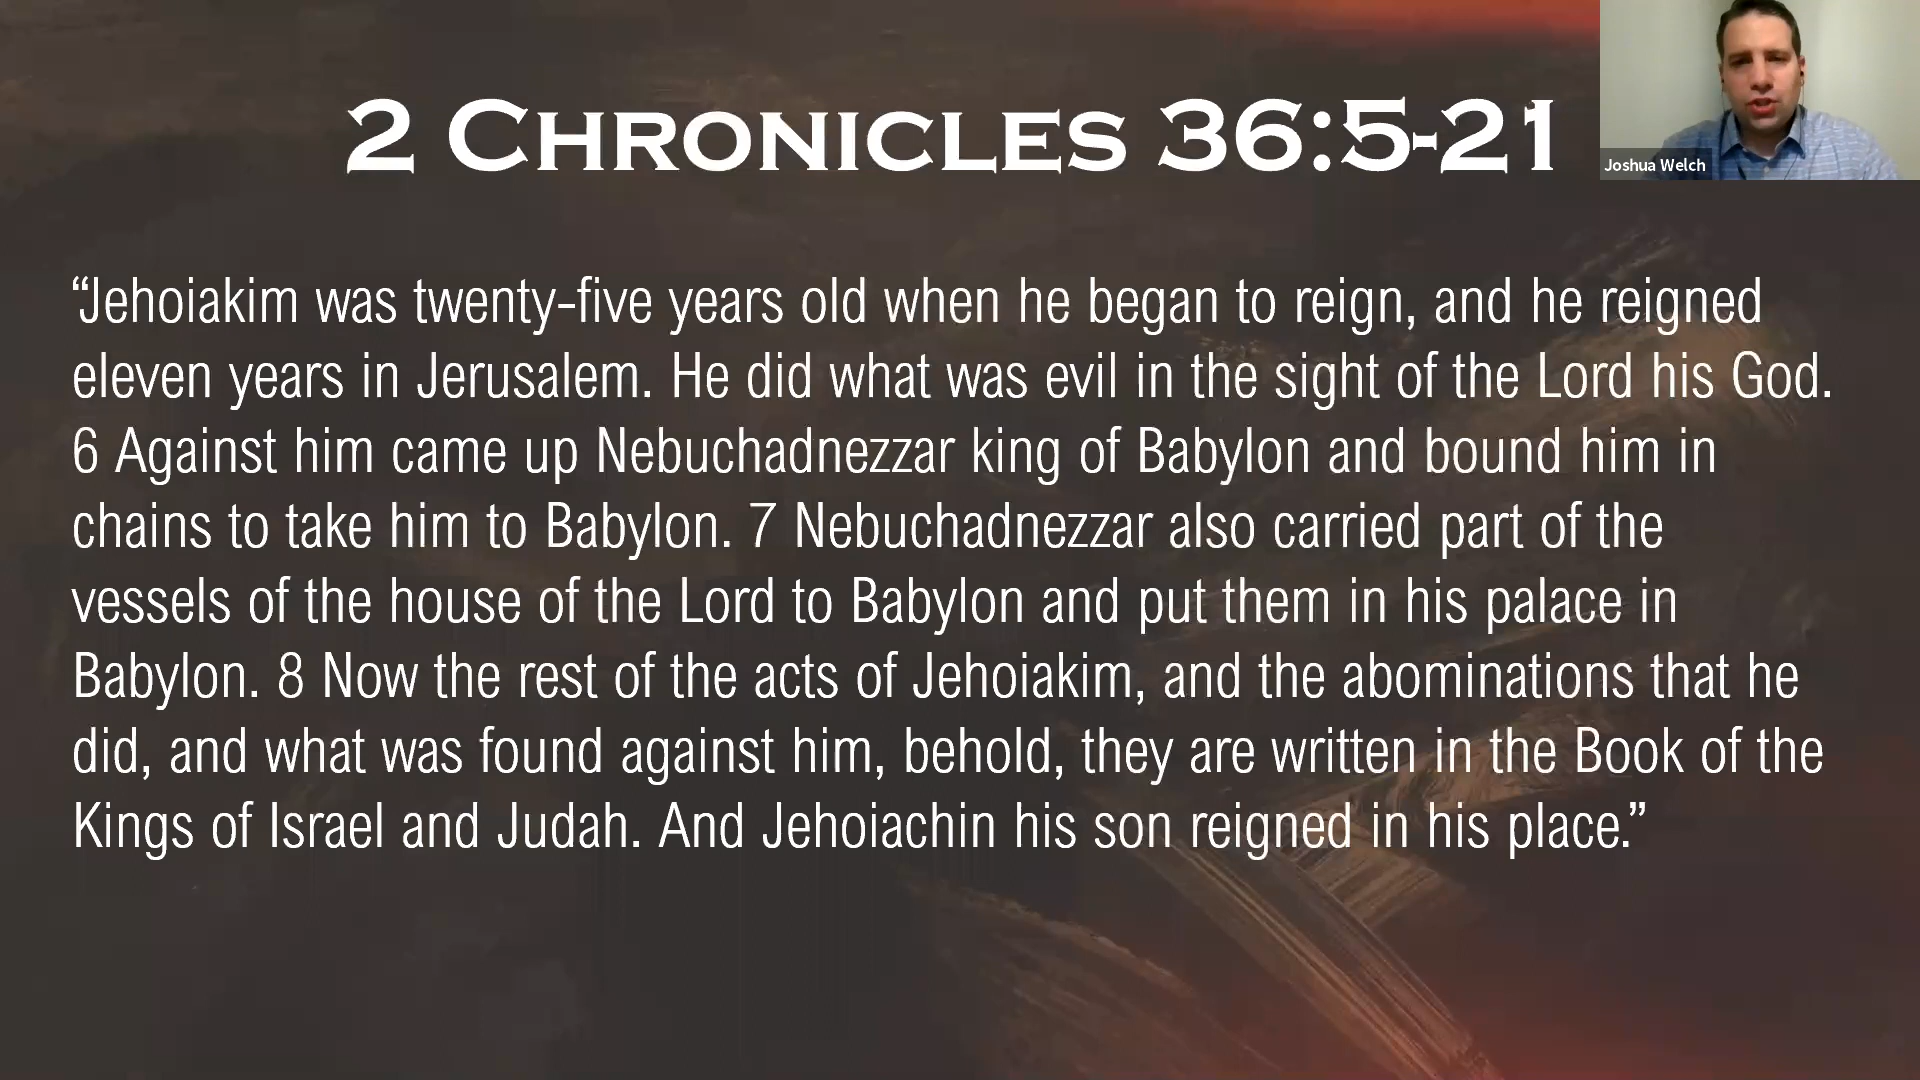 2 Chronicles 36:5-21
Joshua Welch
“Jehoiakim was twenty-five years old when he began to reign, and he reigned
eleven years in Jerusalem. He did what was evil in the sight of the Lord his God.
6 Against him came up Nebuchadnezzar king of Babylon and bound him in
chains to take him to Babylon. 7 Nebuchadnezzar also carried part of the
vessels of the house of the Lord to Babylon and put them in his palace in
Babylon. 8 Now the rest of the acts of Jehoiakim, and the abominations that he
did, and what was found against him, behold, they are written in the Book of the
Kings of Israel and Judah. And Jehoiachin his son reigned in his place.”